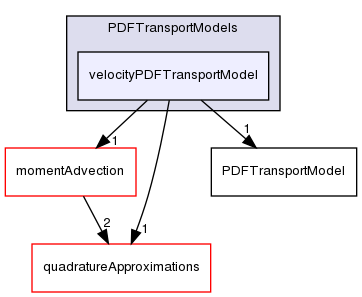 PDFTransportModels
velocityPDFTransportModel
1
1
momentAdvection
PDFTransportModel
2
1
quadratureApproximations